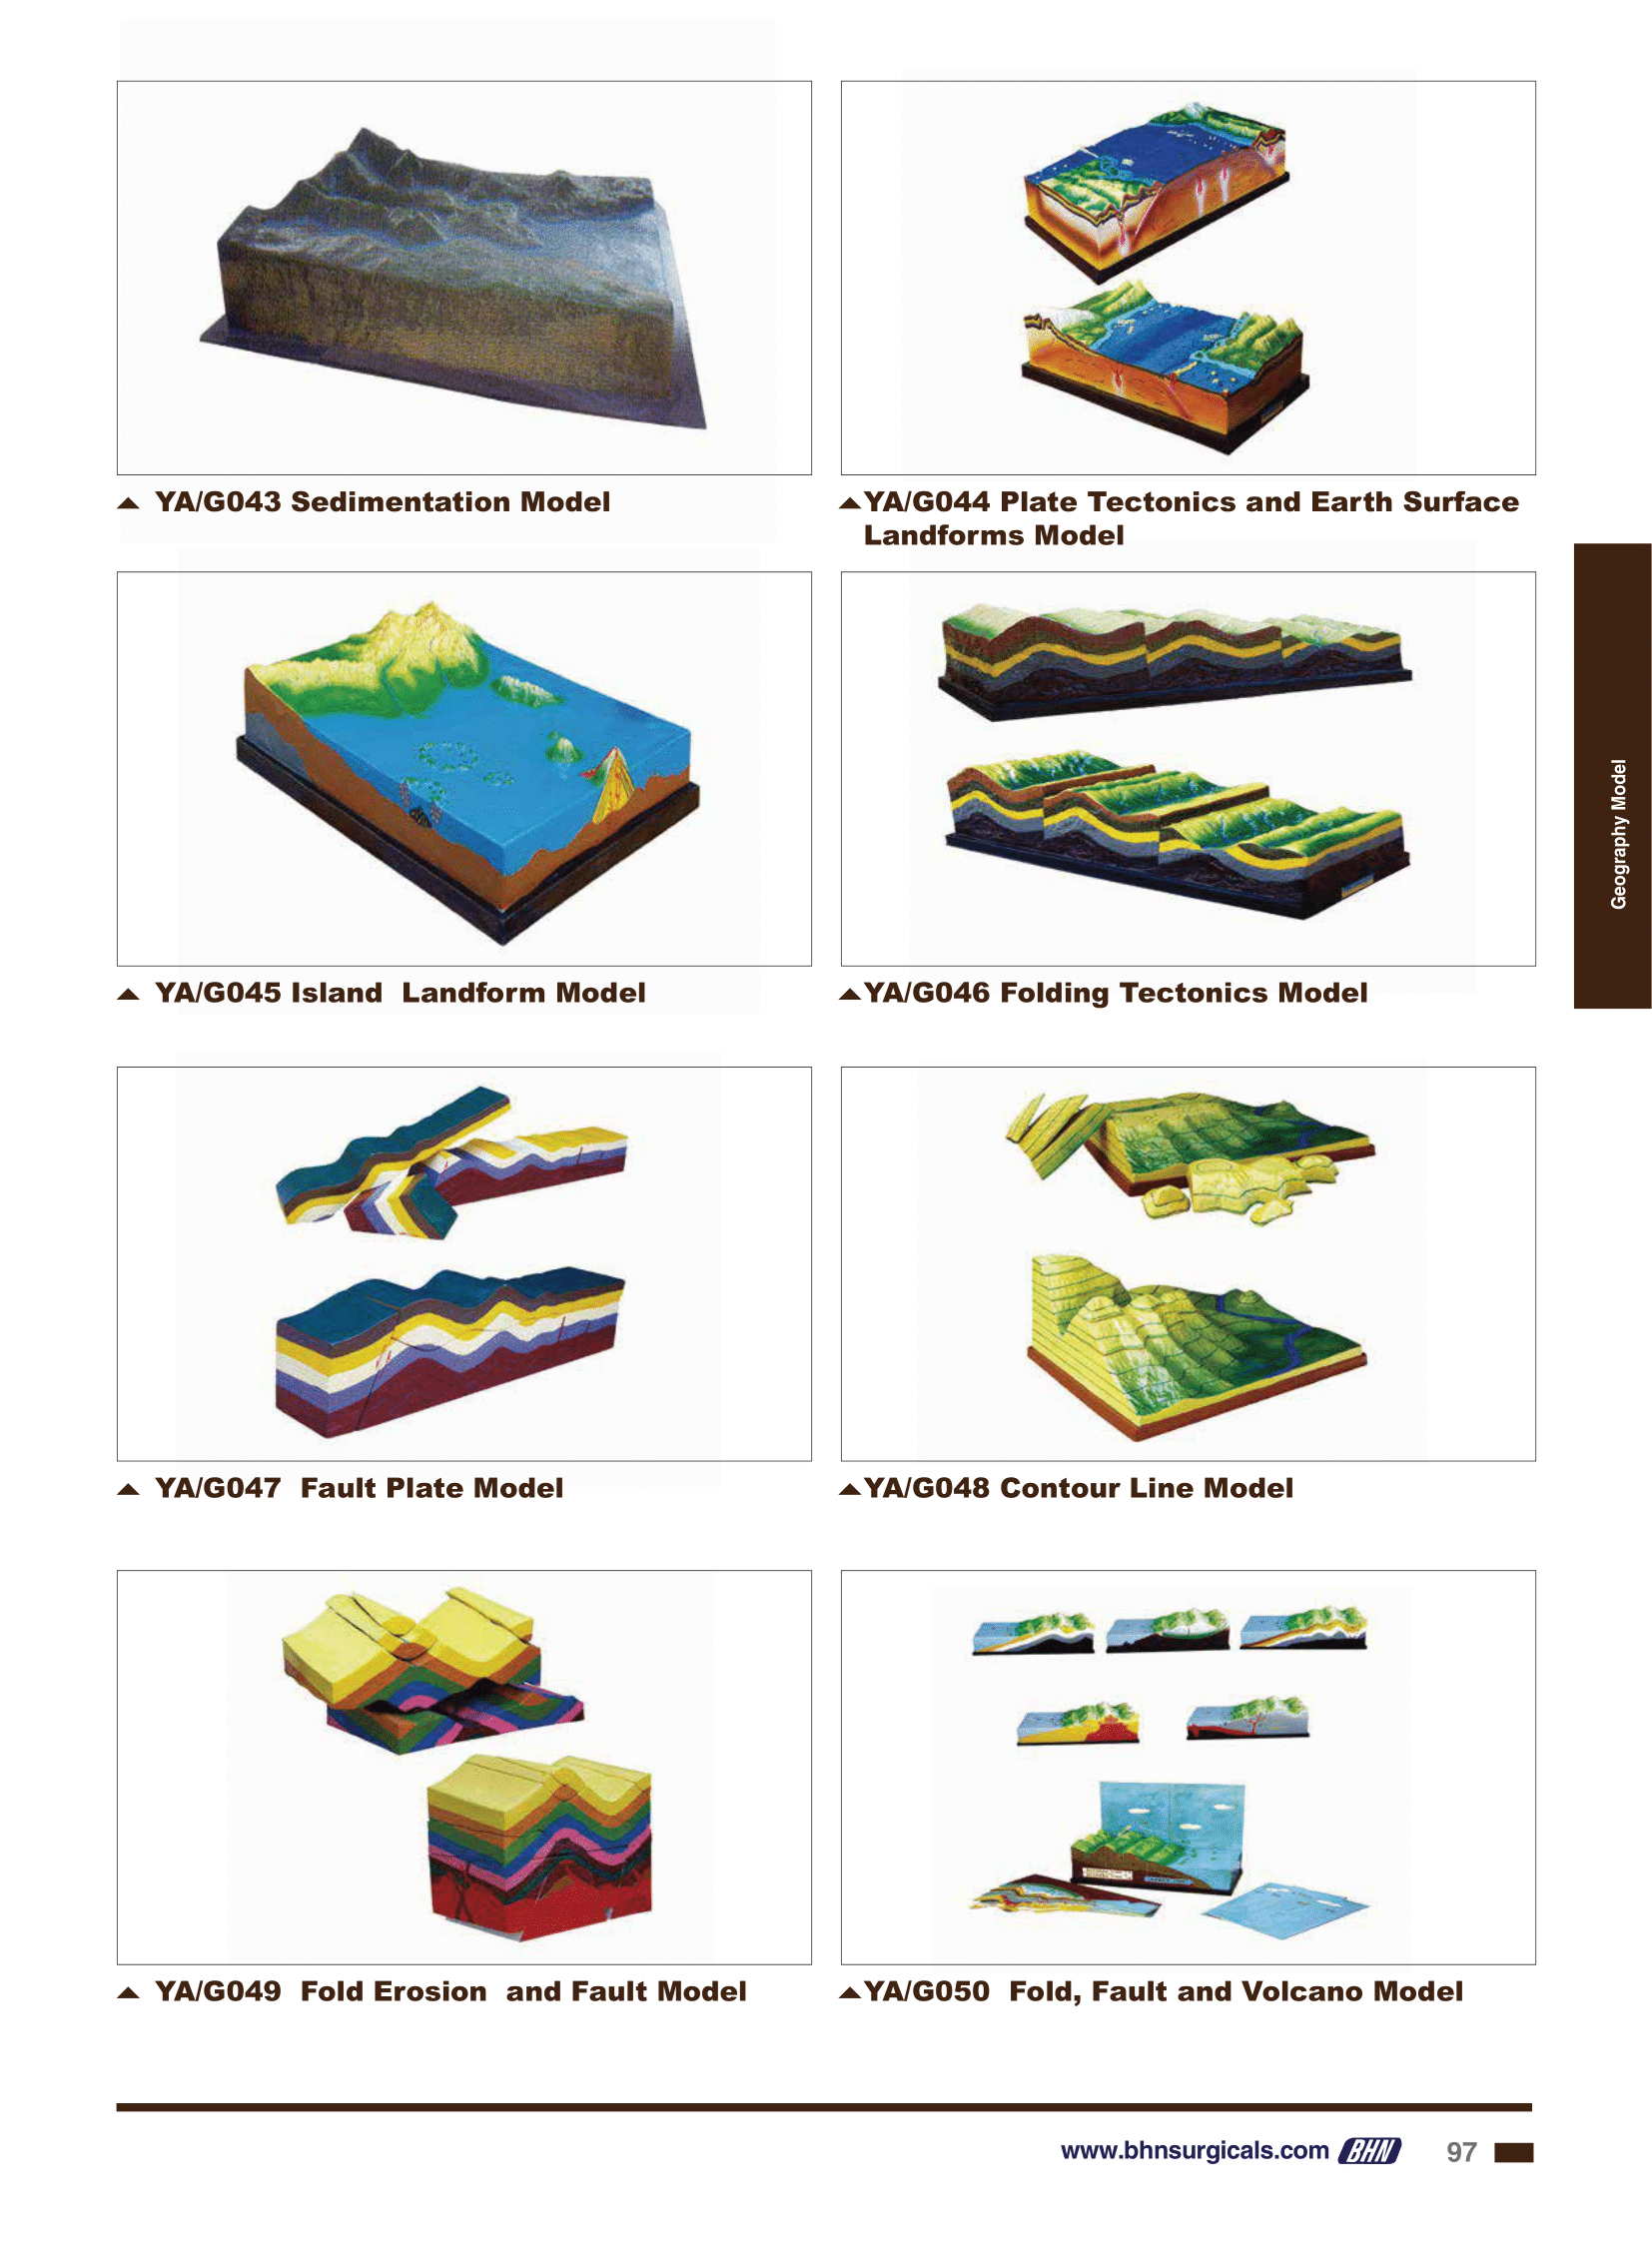 YA/G043 Sedimentation Model
YA/G044 Plate Tectonics and Earth Surface
Landforms Model
YA/G045 Island Landform Model
YA/G046 Folding Tectonics Model
Geography Model
YA/G047 Fault Plate Model
YA/G048 Contour Line Model
YA/G049 Fold Erosion and Fault Model
YA/G050 Fold, Fault and Volcano Model
www.bhnsurgicals.com BHN 97